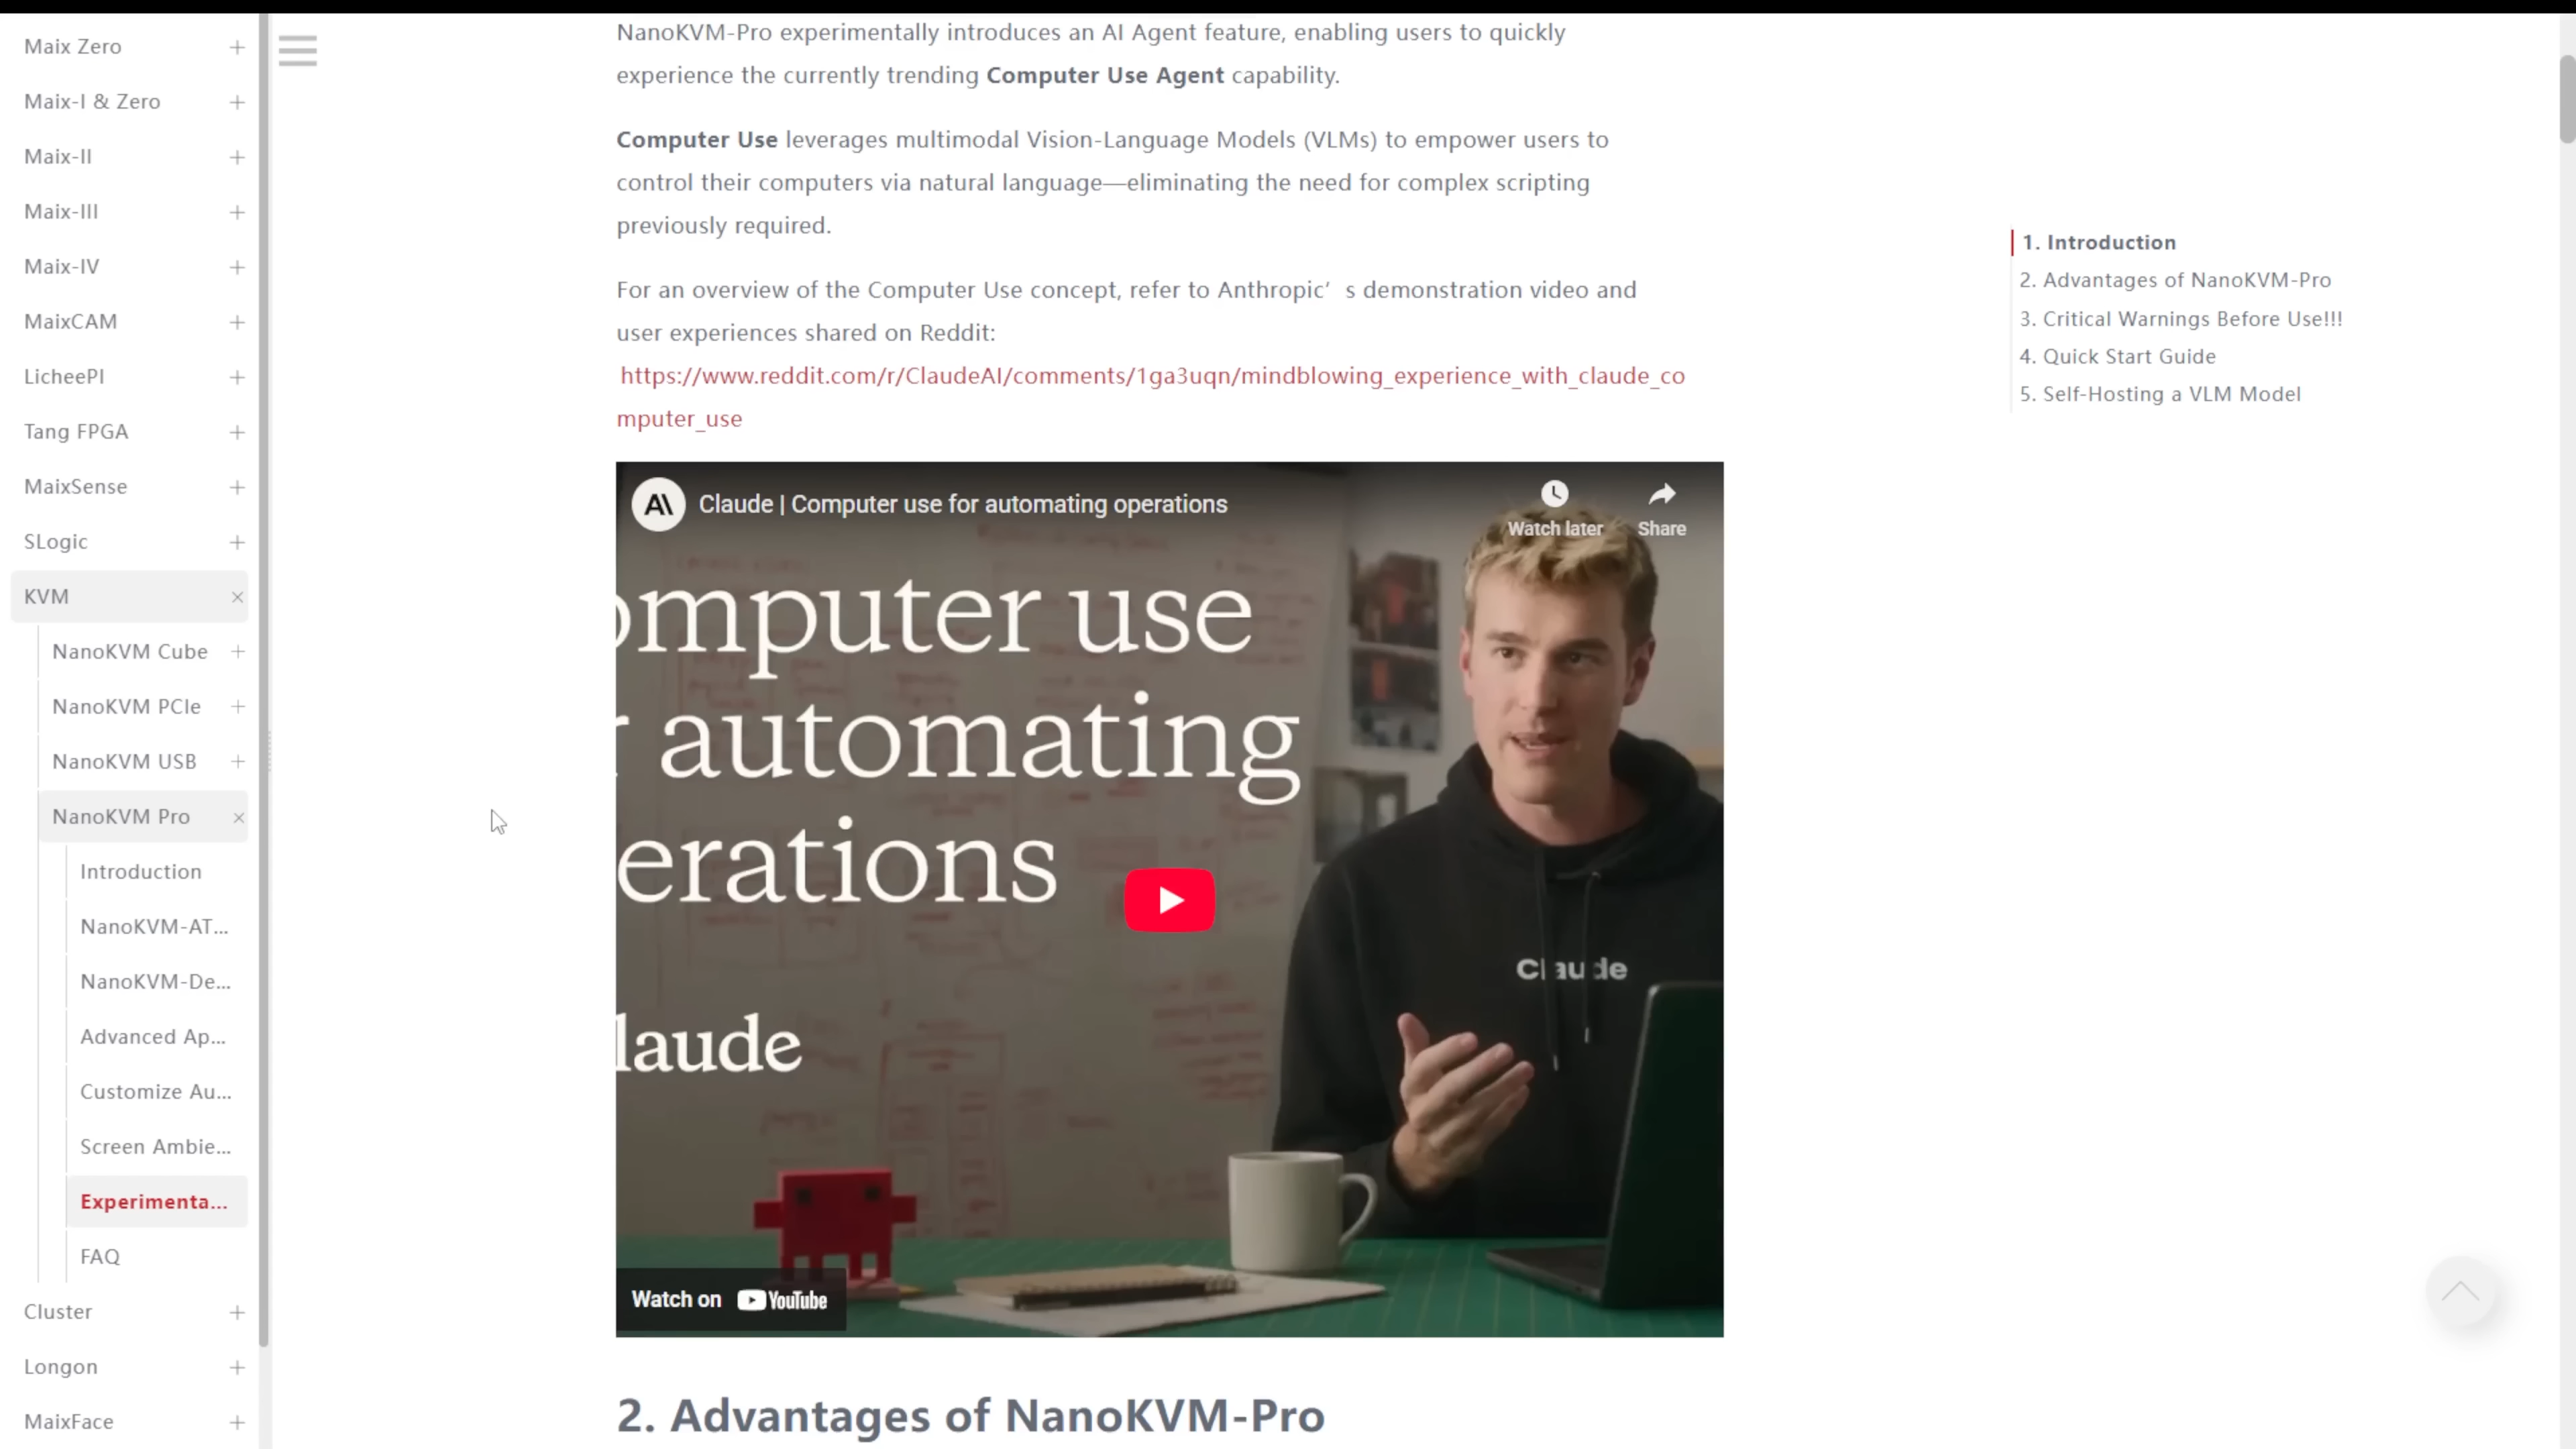 Maix Zero
Maix-I & Zero
Maix-II
Maix-III
Maix-IV
MaixCAM
LicheePI
Tang FPGA
MaixSense
SLogic
KVM
NanoKVM Cube
NanoKVM PCIe
NanoKVM USB
NanoKVM Pro
Introduction
NanoKVM-AT...
NanoKVM-De...
Advanced Ap...
Customize Au...
Screen Ambie...
Experimenta...
FAQ
Cluster
Longon
MaixFace
NanoKVM-Pro experimentally introduces an AI Agent feature, enabling users to quickly
experience the currently trending Computer Use Agent capability.
Computer Use leverages multimodal Vision-Language Models (VLMs) to empower users to
control their computers via natural language—eliminating the need for complex scripting
previously required.
For an overview of the Computer Use concept, refer to Anthropic’s demonstration video and
user experiences shared on Reddit:
https://www.reddit.com/r/ClaudeAI/comments/1ga3uqn/mindblowing_experience_with_claude_co
mputer_use
A\ Claude | Computer use for automating operations
Watch later
Share
omputer use
r automating
erations
laude
Claude
Watch on YouTube
2. Advantages of NanoKVM-Pro
1. Introduction
2. Advantages of NanoKVM-Pro
3. Critical Warnings Before Use!!!
4. Quick Start Guide
5. Self-Hosting a VLM Model